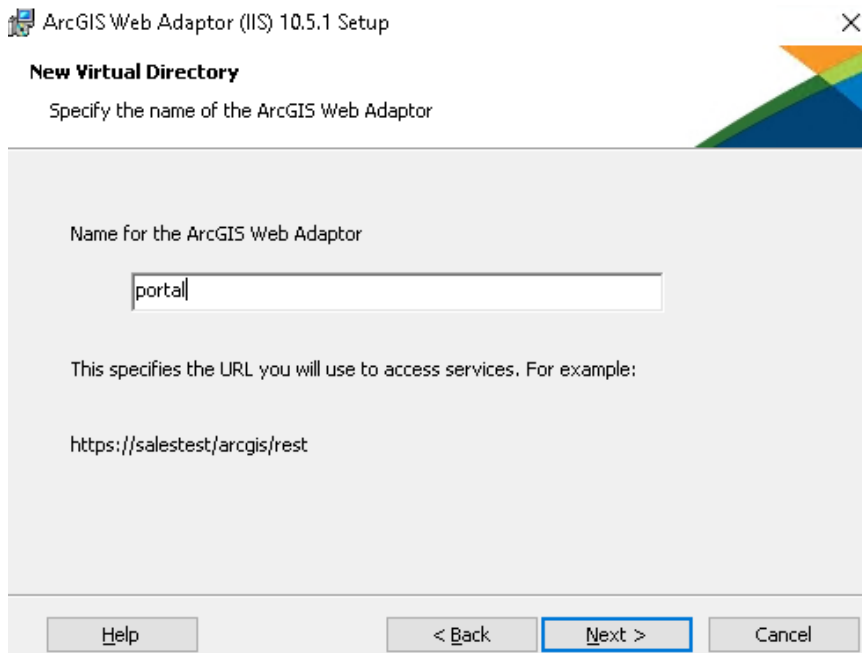 ArcGIS Web Adaptor (IIS) 10.5.1 Setup
New Virtual Directory
Specify the name of the ArcGIS Web Adaptor
Name for the ArcGIS Web Adaptor
portal
This specifies the URL you will use to access services. For example:
https://salestest/arcgis/rest
Help
< Back
Next >
Cancel